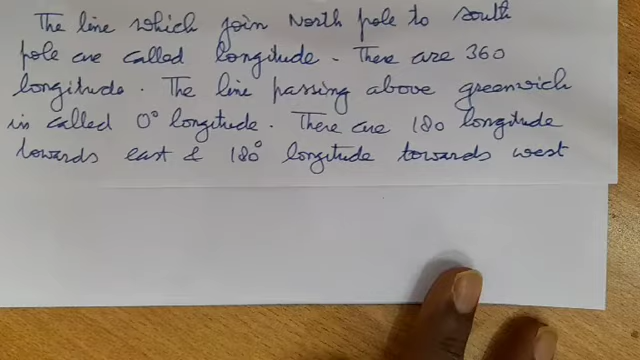 The line which join North pole to south
pole are called longitude. There are 360
longitude. The line passing above greenwich
is called 0° longitude. There are 180 longitude
towards east & 180° longitude towards west